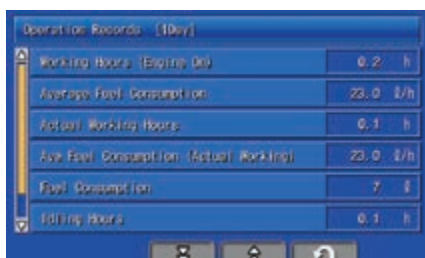 Operation Records [1Day]
Working Hours (Engine On) 0.2 h
Average Fuel Consumption 23.0 ℓ/h
Actual Working Hours 0.1 h
Ave Fuel Consumption (Actual Working) 23.0 ℓ/h
Fuel Consumption 7 ℓ
Idling Hours 0.1 h